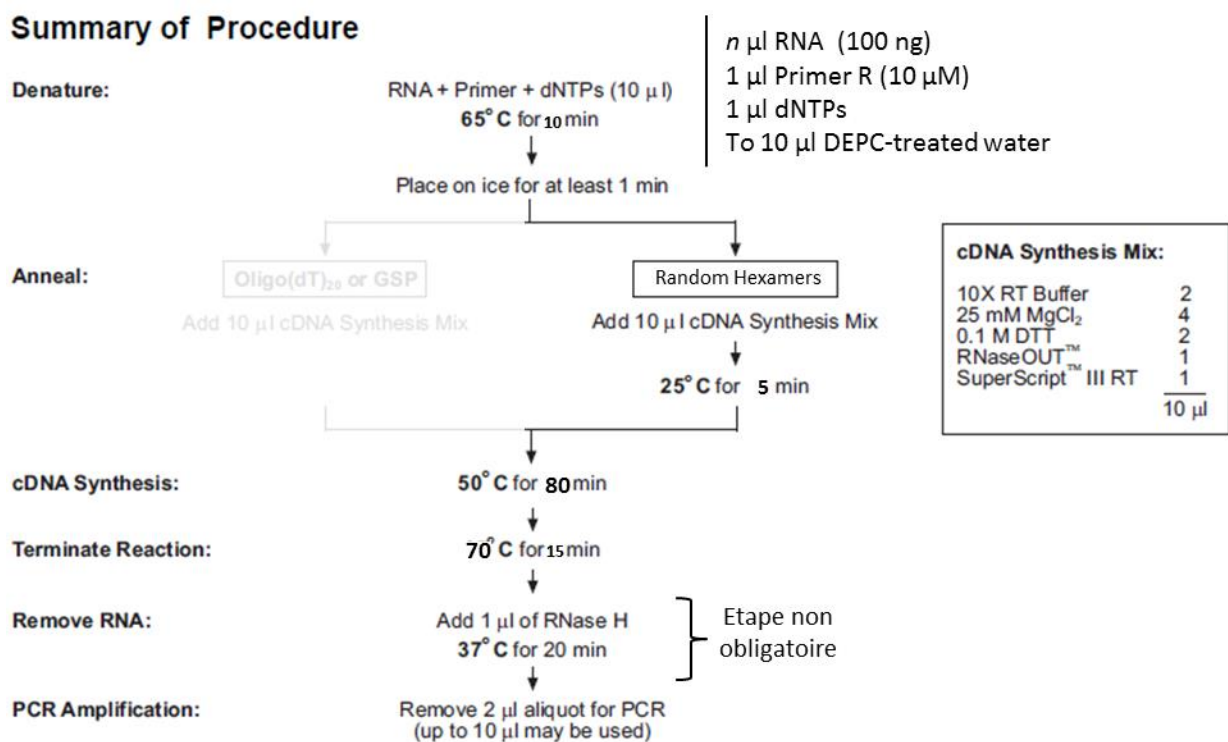 Summary of Procedure
n µl RNA (100 ng)
1 µl Primer R (10 µM)
1 µl dNTPs
To 10 µl DEPC-treated water
Denature:
RNA + Primer + dNTPs (10 µl)
65°C for 10 min
Place on ice for at least 1 min
Anneal:
Oligo(dT)₂₀ or GSP
Random Hexamers
Add 10 µl cDNA Synthesis Mix
Add 10 µl cDNA Synthesis Mix
25°C for 5 min
cDNA Synthesis Mix:
10X RT Buffer 2
25 mM MgCl₂ 4
0.1 M DTT 2
RNaseOUT™ 1
SuperScript™ III RT 1
10 µl
cDNA Synthesis:
50°C for 80 min
Terminate Reaction:
70°C for 15 min
Remove RNA:
Add 1 µl of RNase H
37°C for 20 min
Etape non
obligatoire
PCR Amplification:
Remove 2 µl aliquot for PCR
(up to 10 µl may be used)